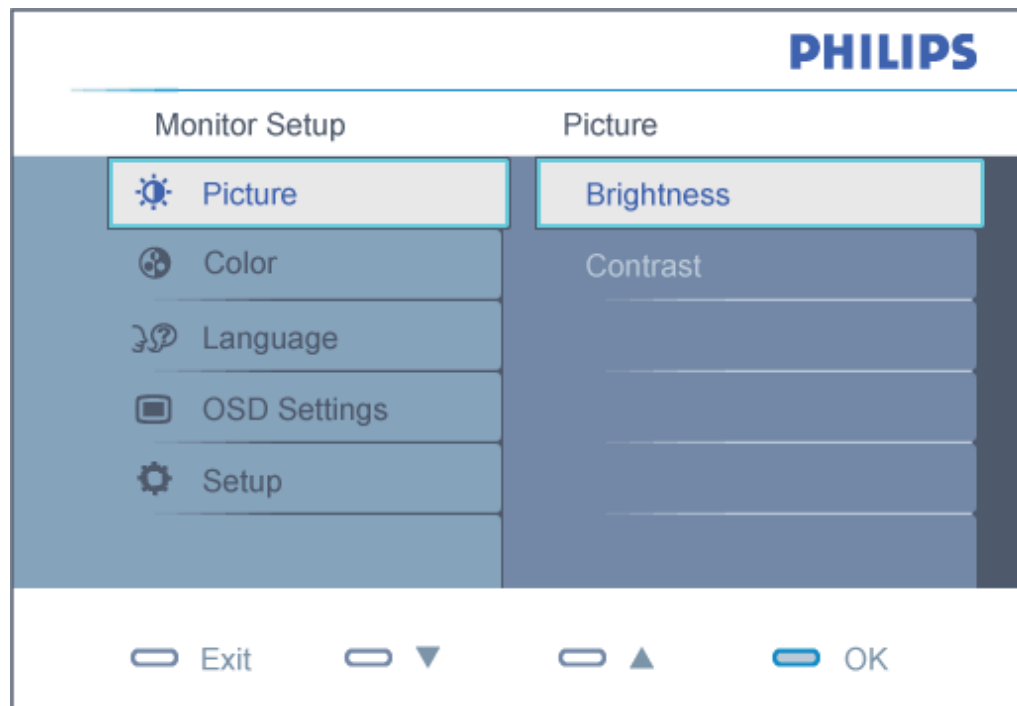 PHILIPS
Monitor Setup
Picture
Picture
Brightness
Color
Contrast
Language
OSD Settings
Setup
Exit ▼ ▲ OK